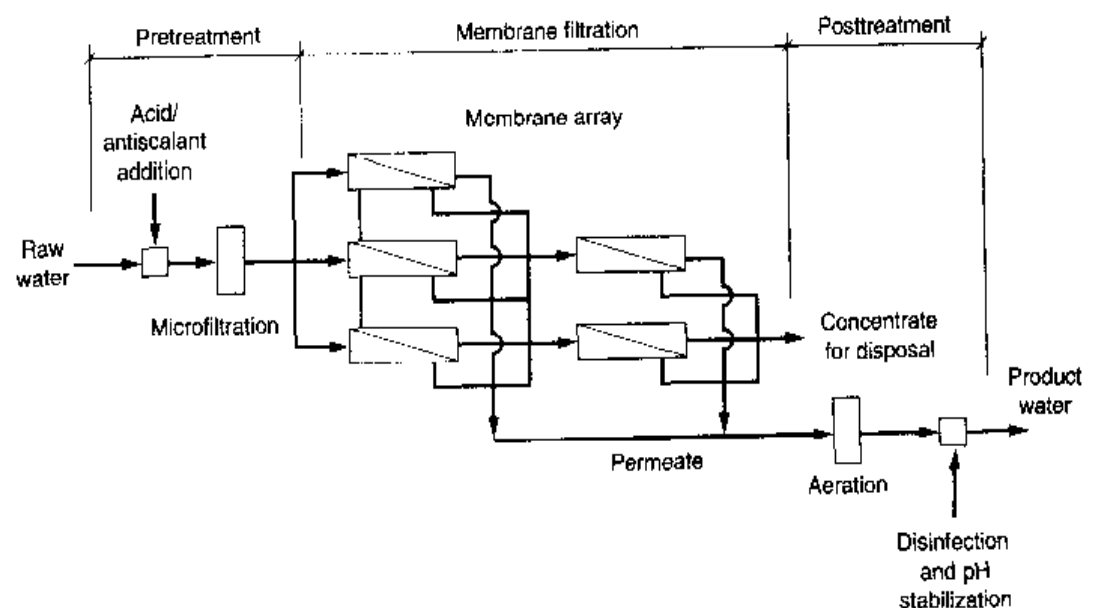 Pretreatment
Membrane filtration
Posttreatment
Acid/
antiscalant
addition
Membrane array
Raw
water
Microfiltration
Concentrate
for disposal
Product
water
Permeate
Aeration
Disinfection
and pH
stabilization